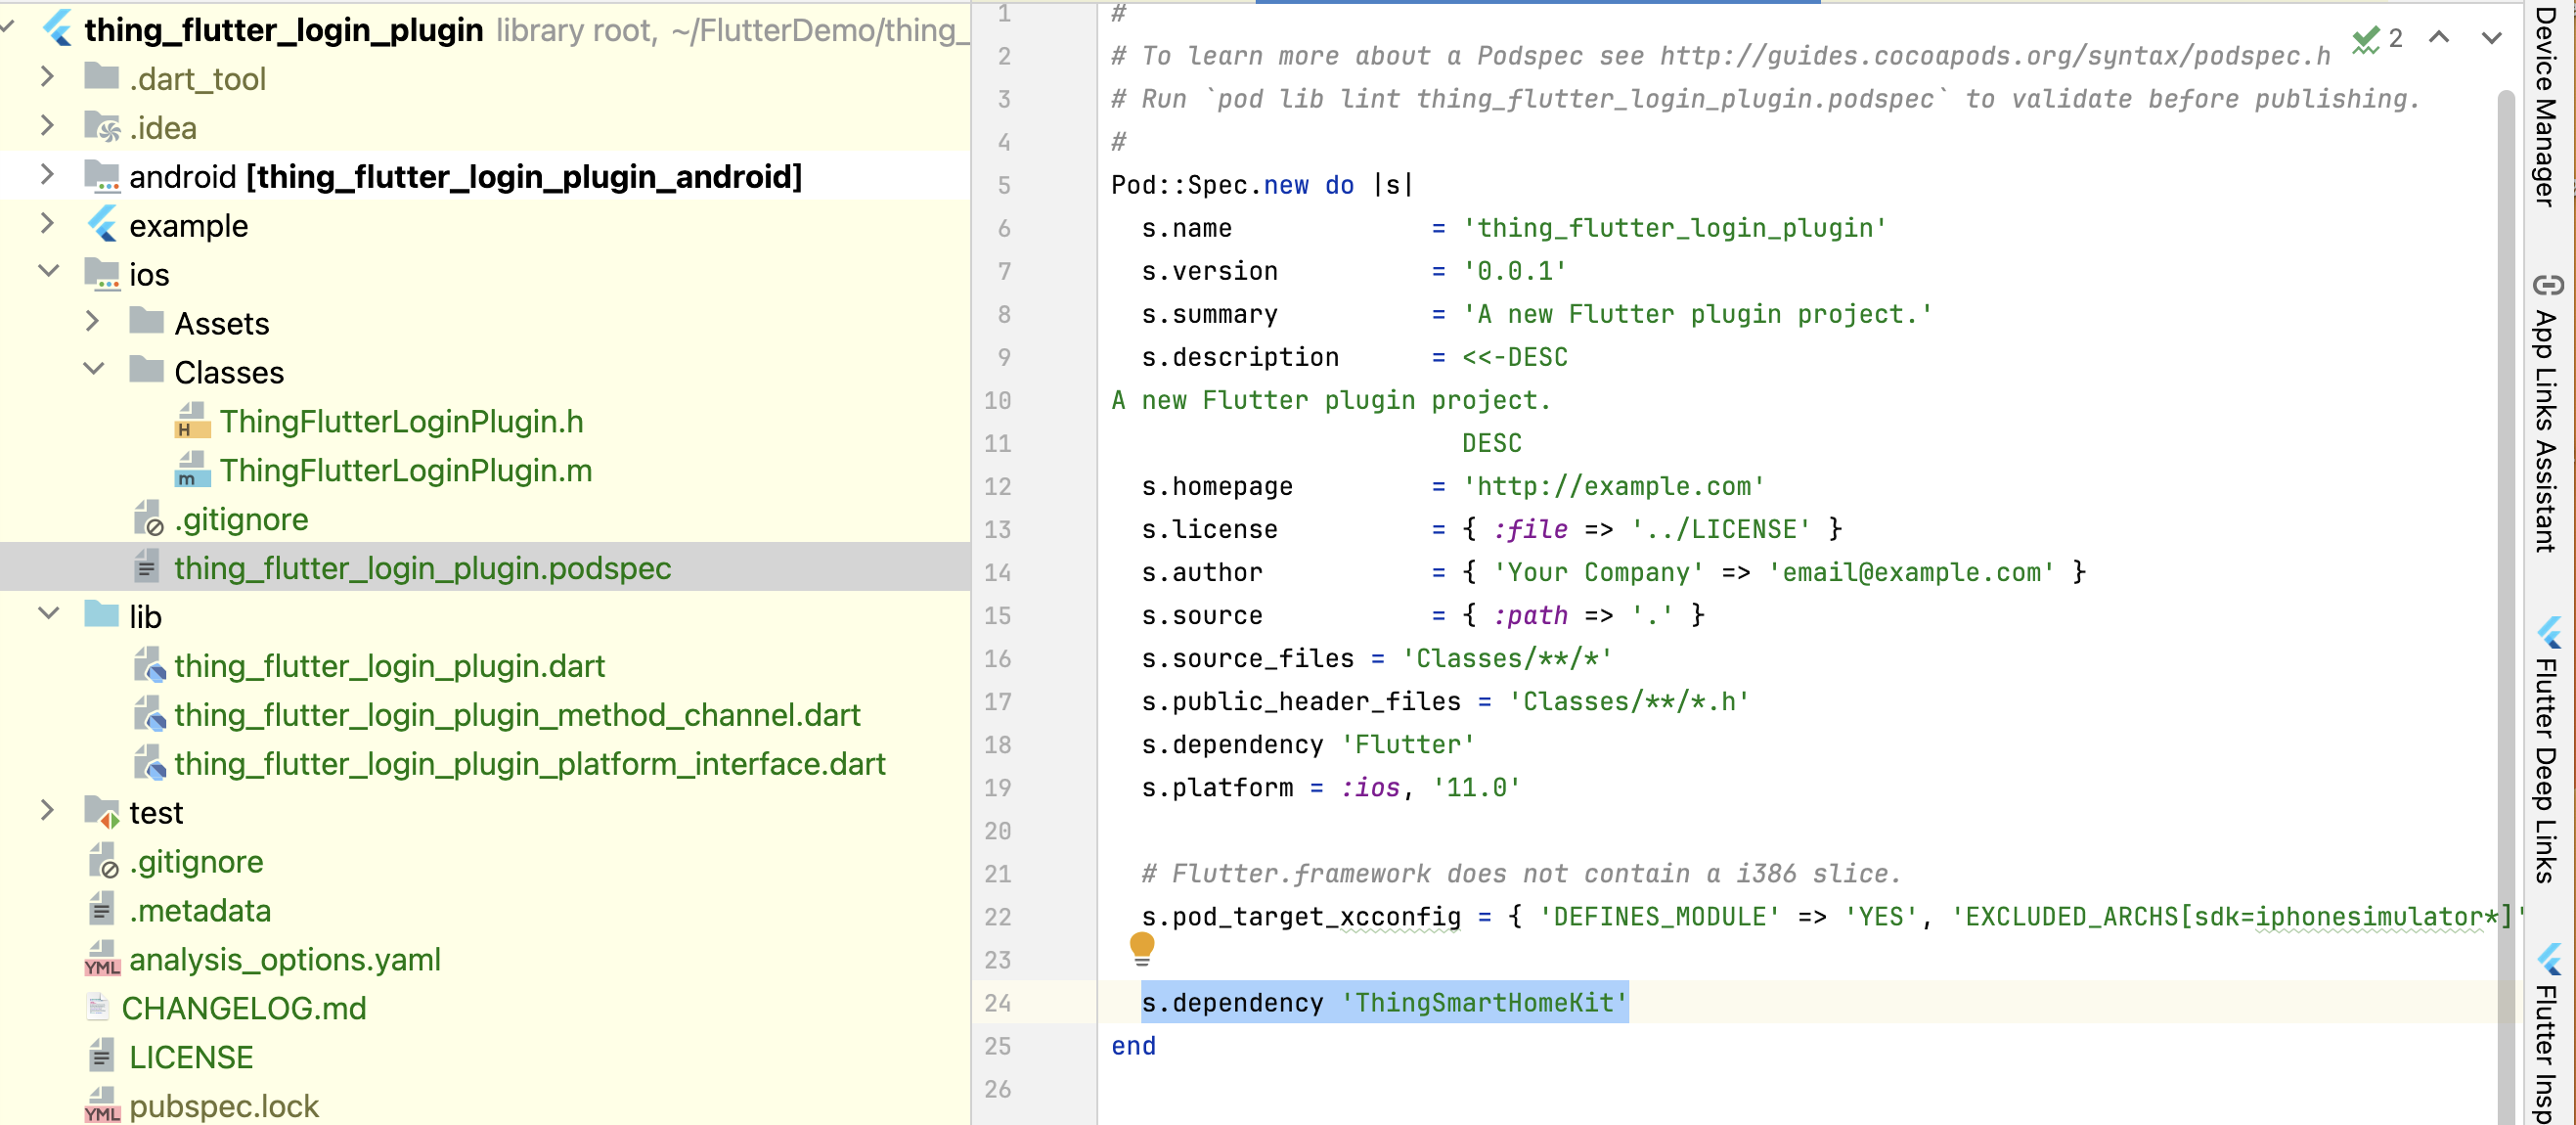 thing_flutter_login_plugin library root, ~/FlutterDemo/thing_
.dart_tool
.idea
android [thing_flutter_login_plugin_android]
example
ios
Assets
Classes
ThingFlutterLoginPlugin.h
ThingFlutterLoginPlugin.m
.gitignore
thing_flutter_login_plugin.podspec
lib
thing_flutter_login_plugin.dart
thing_flutter_login_plugin_method_channel.dart
thing_flutter_login_plugin_platform_interface.dart
test
.gitignore
.metadata
analysis_options.yaml
CHANGELOG.md
LICENSE
pubspec.lock
1 #
2 # To learn more about a Podspec see http://guides.cocoapods.org/syntax/podspec.h
3 # Run `pod lib lint thing_flutter_login_plugin.podspec` to validate before publishing.
4 #
5 Pod::Spec.new do |s|
6 s.name = 'thing_flutter_login_plugin'
7 s.version = '0.0.1'
8 s.summary = 'A new Flutter plugin project.'
9 s.description = <<-DESC
10 A new Flutter plugin project.
11 DESC
12 s.homepage = 'http://example.com'
13 s.license = { :file => '../LICENSE' }
14 s.author = { 'Your Company' => 'email@example.com' }
15 s.source = { :path => '.' }
16 s.source_files = 'Classes/**/*'
17 s.public_header_files = 'Classes/**/*.h'
18 s.dependency 'Flutter'
19 s.platform = :ios, '11.0'
20
21 # Flutter.framework does not contain a i386 slice.
22 s.pod_target_xcconfig = { 'DEFINES_MODULE' => 'YES', 'EXCLUDED_ARCHS[sdk=iphonesimulator*]'
23
24 s.dependency 'ThingSmartHomeKit'
25 end
26
2
Device Manager
App Links Assistant
Flutter Deep Links
Flutter Insp